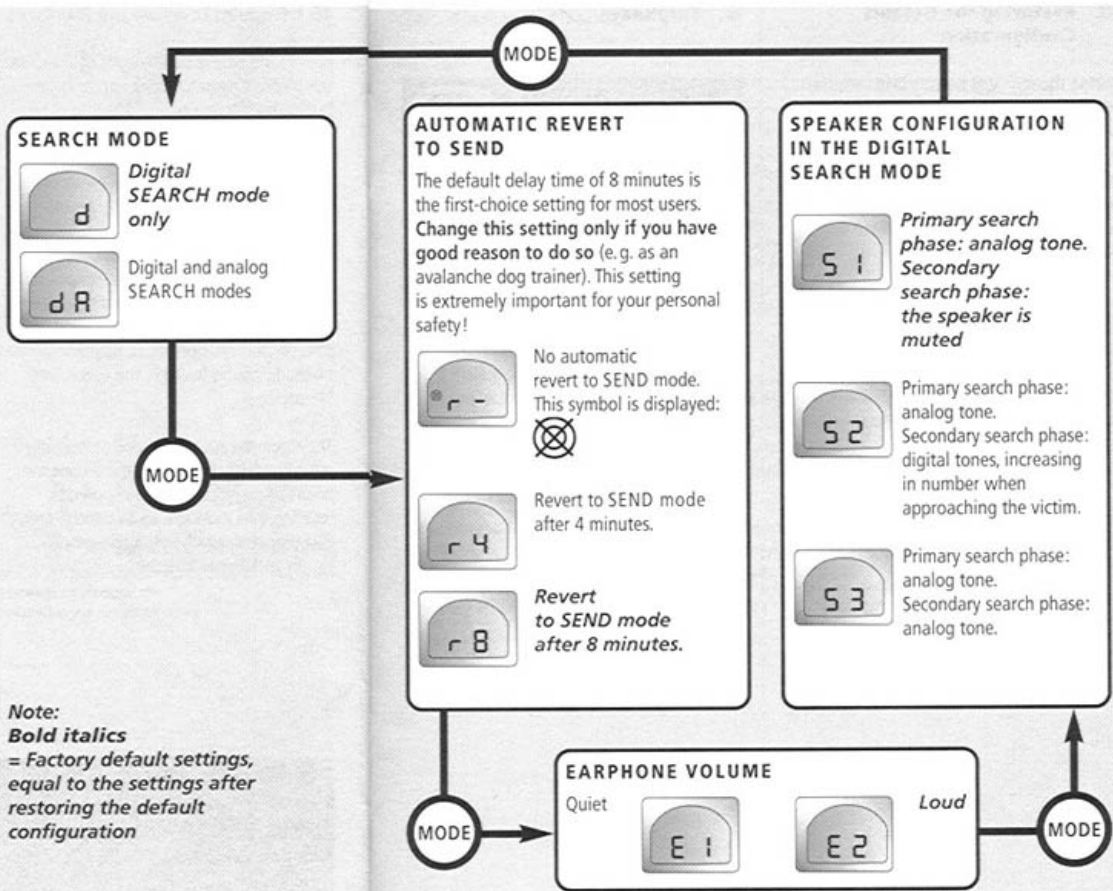 MODE
SEARCH MODE
d
Digital
SEARCH mode
only
d A
Digital and analog
SEARCH modes
MODE
AUTOMATIC REVERT
TO SEND
The default delay time of 8 minutes is
the first-choice setting for most users.
Change this setting only if you have
good reason to do so (e.g. as an
avalanche dog trainer). This setting
is extremely important for your personal
safety!
r -
No automatic
revert to SEND mode.
This symbol is displayed:
r 4
Revert to SEND mode
after 4 minutes.
r 8
Revert
to SEND mode
after 8 minutes.
MODE
EARPHONE VOLUME
Quiet
E 1
E 2
Loud
MODE
SPEAKER CONFIGURATION
IN THE DIGITAL
SEARCH MODE
S 1
Primary search
phase: analog tone.
Secondary
search phase:
the speaker is
muted
S 2
Primary search phase:
analog tone.
Secondary search phase:
digital tones, increasing
in number when
approaching the victim.
S 3
Primary search phase:
analog tone.
Secondary search phase:
analog tone.
Note:
Bold italics
= Factory default settings,
equal to the settings after
restoring the default
configuration